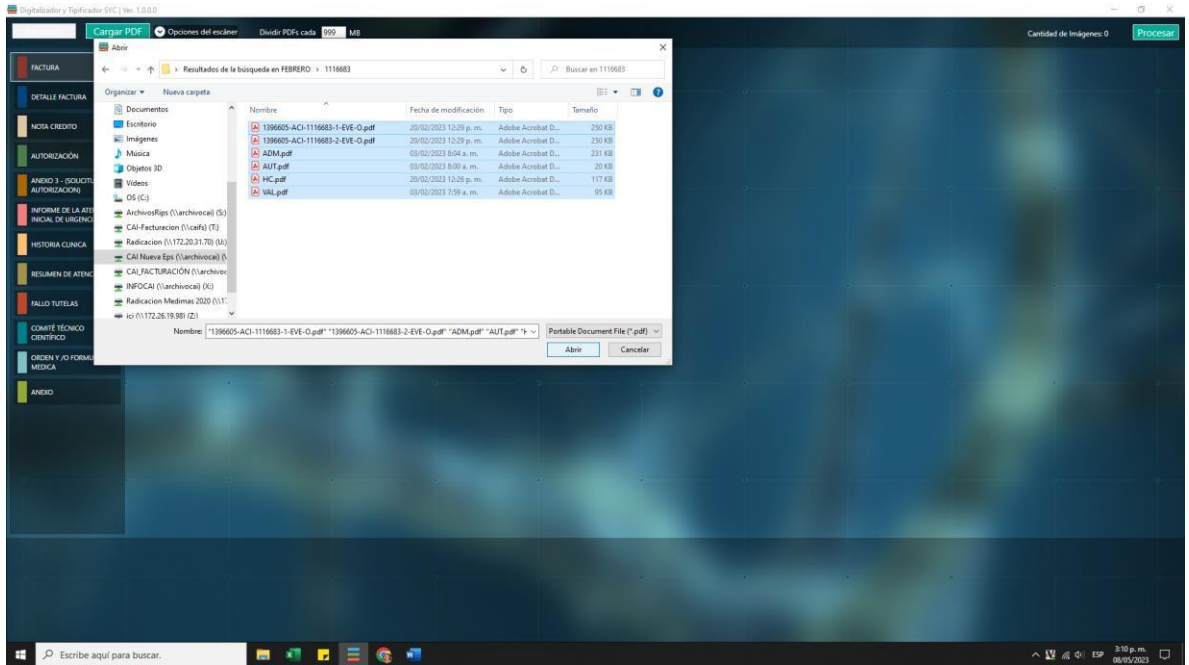 Digitalizador y Tipificador SYC | Ver. 1.0.0.0
Cargar PDF Opciones del escáner Dividir PDFs cada 999 MB Cantidad de Imágenes: 0 Procesar
FACTURA
DETALLE FACTURA
NOTA CREDITO
AUTORIZACIÓN
ANEXO 3 - (SOLICITU
AUTORIZACION)
INFORME DE LA ATE
INICIAL DE URGENCI
HISTORIA CLINICA
RESUMEN DE ATENC
FALLO TUTELAS
COMITÉ TÉCNICO
CIENTÍFICO
ORDEN Y /O FORMU
MEDICA
ANEXO
Abrir
Resultados de la búsqueda en FEBRERO > 1116683 Buscar en 1116683
Organizar Nueva carpeta
Documentos
Escritorio
Imágenes
Música
Objetos 3D
Vídeos
OS (C:)
ArchivosRips (\\archivocai) (S:)
CAI-Facturacion (\\caifs) (T:)
Radicacion (\\172.20.31.70) (U:)
CAI Nueva Eps (\\archivocai) (\
CAI_FACTURACIÓN (\\archivoc
INFOCAI (\\archivocai) (X:)
Radicacion Medimas 2020 (\\17
ici (\\172.26.19.98) (Z:)
Nombre Fecha de modificación Tipo Tamaño
1396605-ACI-1116683-1-EVE-O.pdf 20/02/2023 12:29 p. m. Adobe Acrobat D... 250 KB
1396605-ACI-1116683-2-EVE-O.pdf 20/02/2023 12:29 p. m. Adobe Acrobat D... 250 KB
ADM.pdf 03/02/2023 8:04 a. m. Adobe Acrobat D... 231 KB
AUT.pdf 03/02/2023 8:00 a. m. Adobe Acrobat D... 20 KB
HC.pdf 20/02/2023 12:26 p. m. Adobe Acrobat D... 117 KB
VAL.pdf 03/02/2023 7:59 a. m. Adobe Acrobat D... 95 KB
Nombre: "1396605-ACI-1116683-1-EVE-O.pdf" "1396605-ACI-1116683-2-EVE-O.pdf" "ADM.pdf" "AUT.pdf" "H Portable Document File (*.pdf)
Abrir Cancelar
Escribe aquí para buscar. ESP 3:10 p. m.
08/05/2023